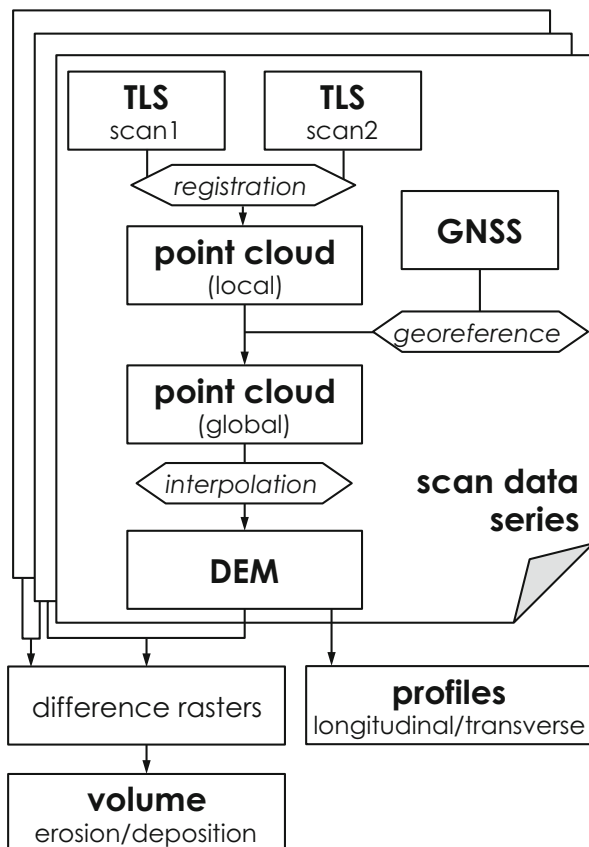 TLS
scan1
TLS
scan2
registration
point cloud
(local)
GNSS
georeference
point cloud
(global)
interpolation
scan data
series
DEM
difference rasters
profiles
longitudinal/transverse
volume
erosion/deposition